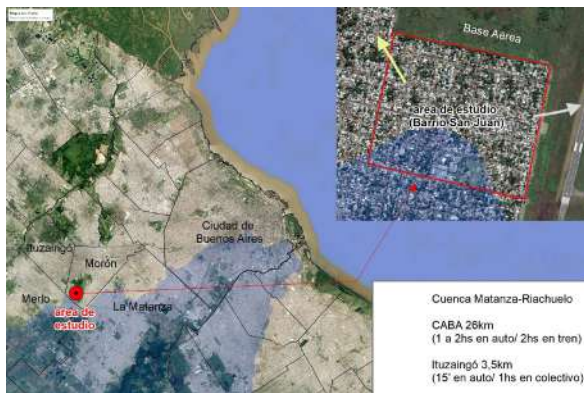 Base Aérea
área de estudio
(Barrio San Juan)
Ciudad de
Buenos Aires
Ituzaingó
Morón
Merlo
La Matanza
área de
estudio
Cuenca Matanza-Riachuelo
CABA 26km
(1 a 2hs en auto/ 2hs en tren)
Ituzaingó 3,5km
(15' en auto/ 1hs en colectivo)